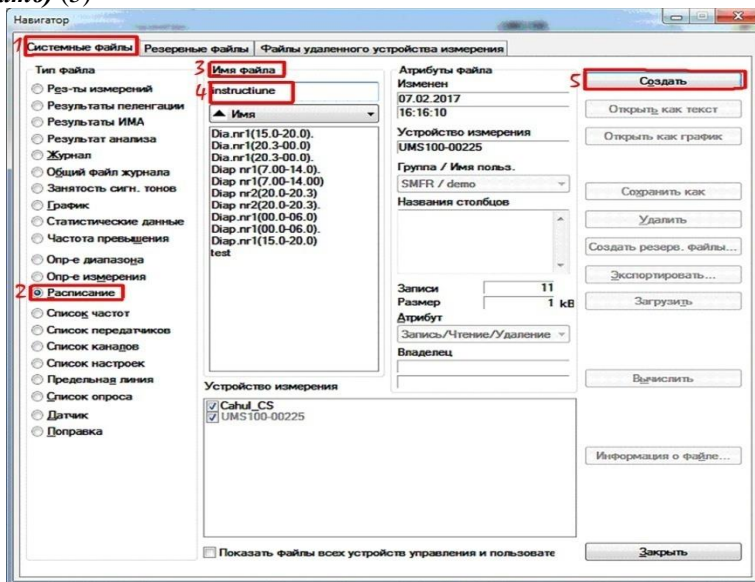 ать) (5)
Навигатор
1 Системные файлы Резервные файлы Файлы удаленного устройства измерения
Тип файла
Рез-ты измерений
Результаты пеленгации
Результаты ИМА
Результат анализа
Журнал
Общий файл журнала
Занятость сигн. тонов
График
Статистические данные
Частота превышения
Опр-е диапазона
Опр-е измерения
2 Расписание
Список частот
Список передатчиков
Список каналов
Список настроек
Предельная линия
Список опроса
Датчик
Поправка
3 Имя файла
4 instructiune
Имя
Dia.nr1(15.0-20.0).
Dia.nr1(20.3-00.0)
Dia.nr1(20.3-00.0).
Diap nr1(7.00-14.0).
Diap nr1(7.00-14.00)
Diap nr2(20.0-20.3)
Diap nr2(20.0-20.3).
Diap.nr1(00.0-06.0)
Diap.nr1(00.0-06.0).
Diap.nr1(15.0-20.0)
test
Атрибуты файла
Изменен
07.02.2017
16:16:10
Устройство измерения
UMS100-00225
Группа / Имя польз.
SMFR / demo
Названия столбцов
Записи 11
Размер 1 kB
Атрибут
Запись/Чтение/Удаление
Владелец
Устройство измерения
Cahul_CS
UMS100-00225
Показать файлы всех устройств управления и пользовате
5 Создать
Открыть как текст
Открыть как график
Сохранить как
Удалить
Создать резерв. файлы...
Экспортировать...
Загрузить
Вычислить
Информация о файле...
Закрыть